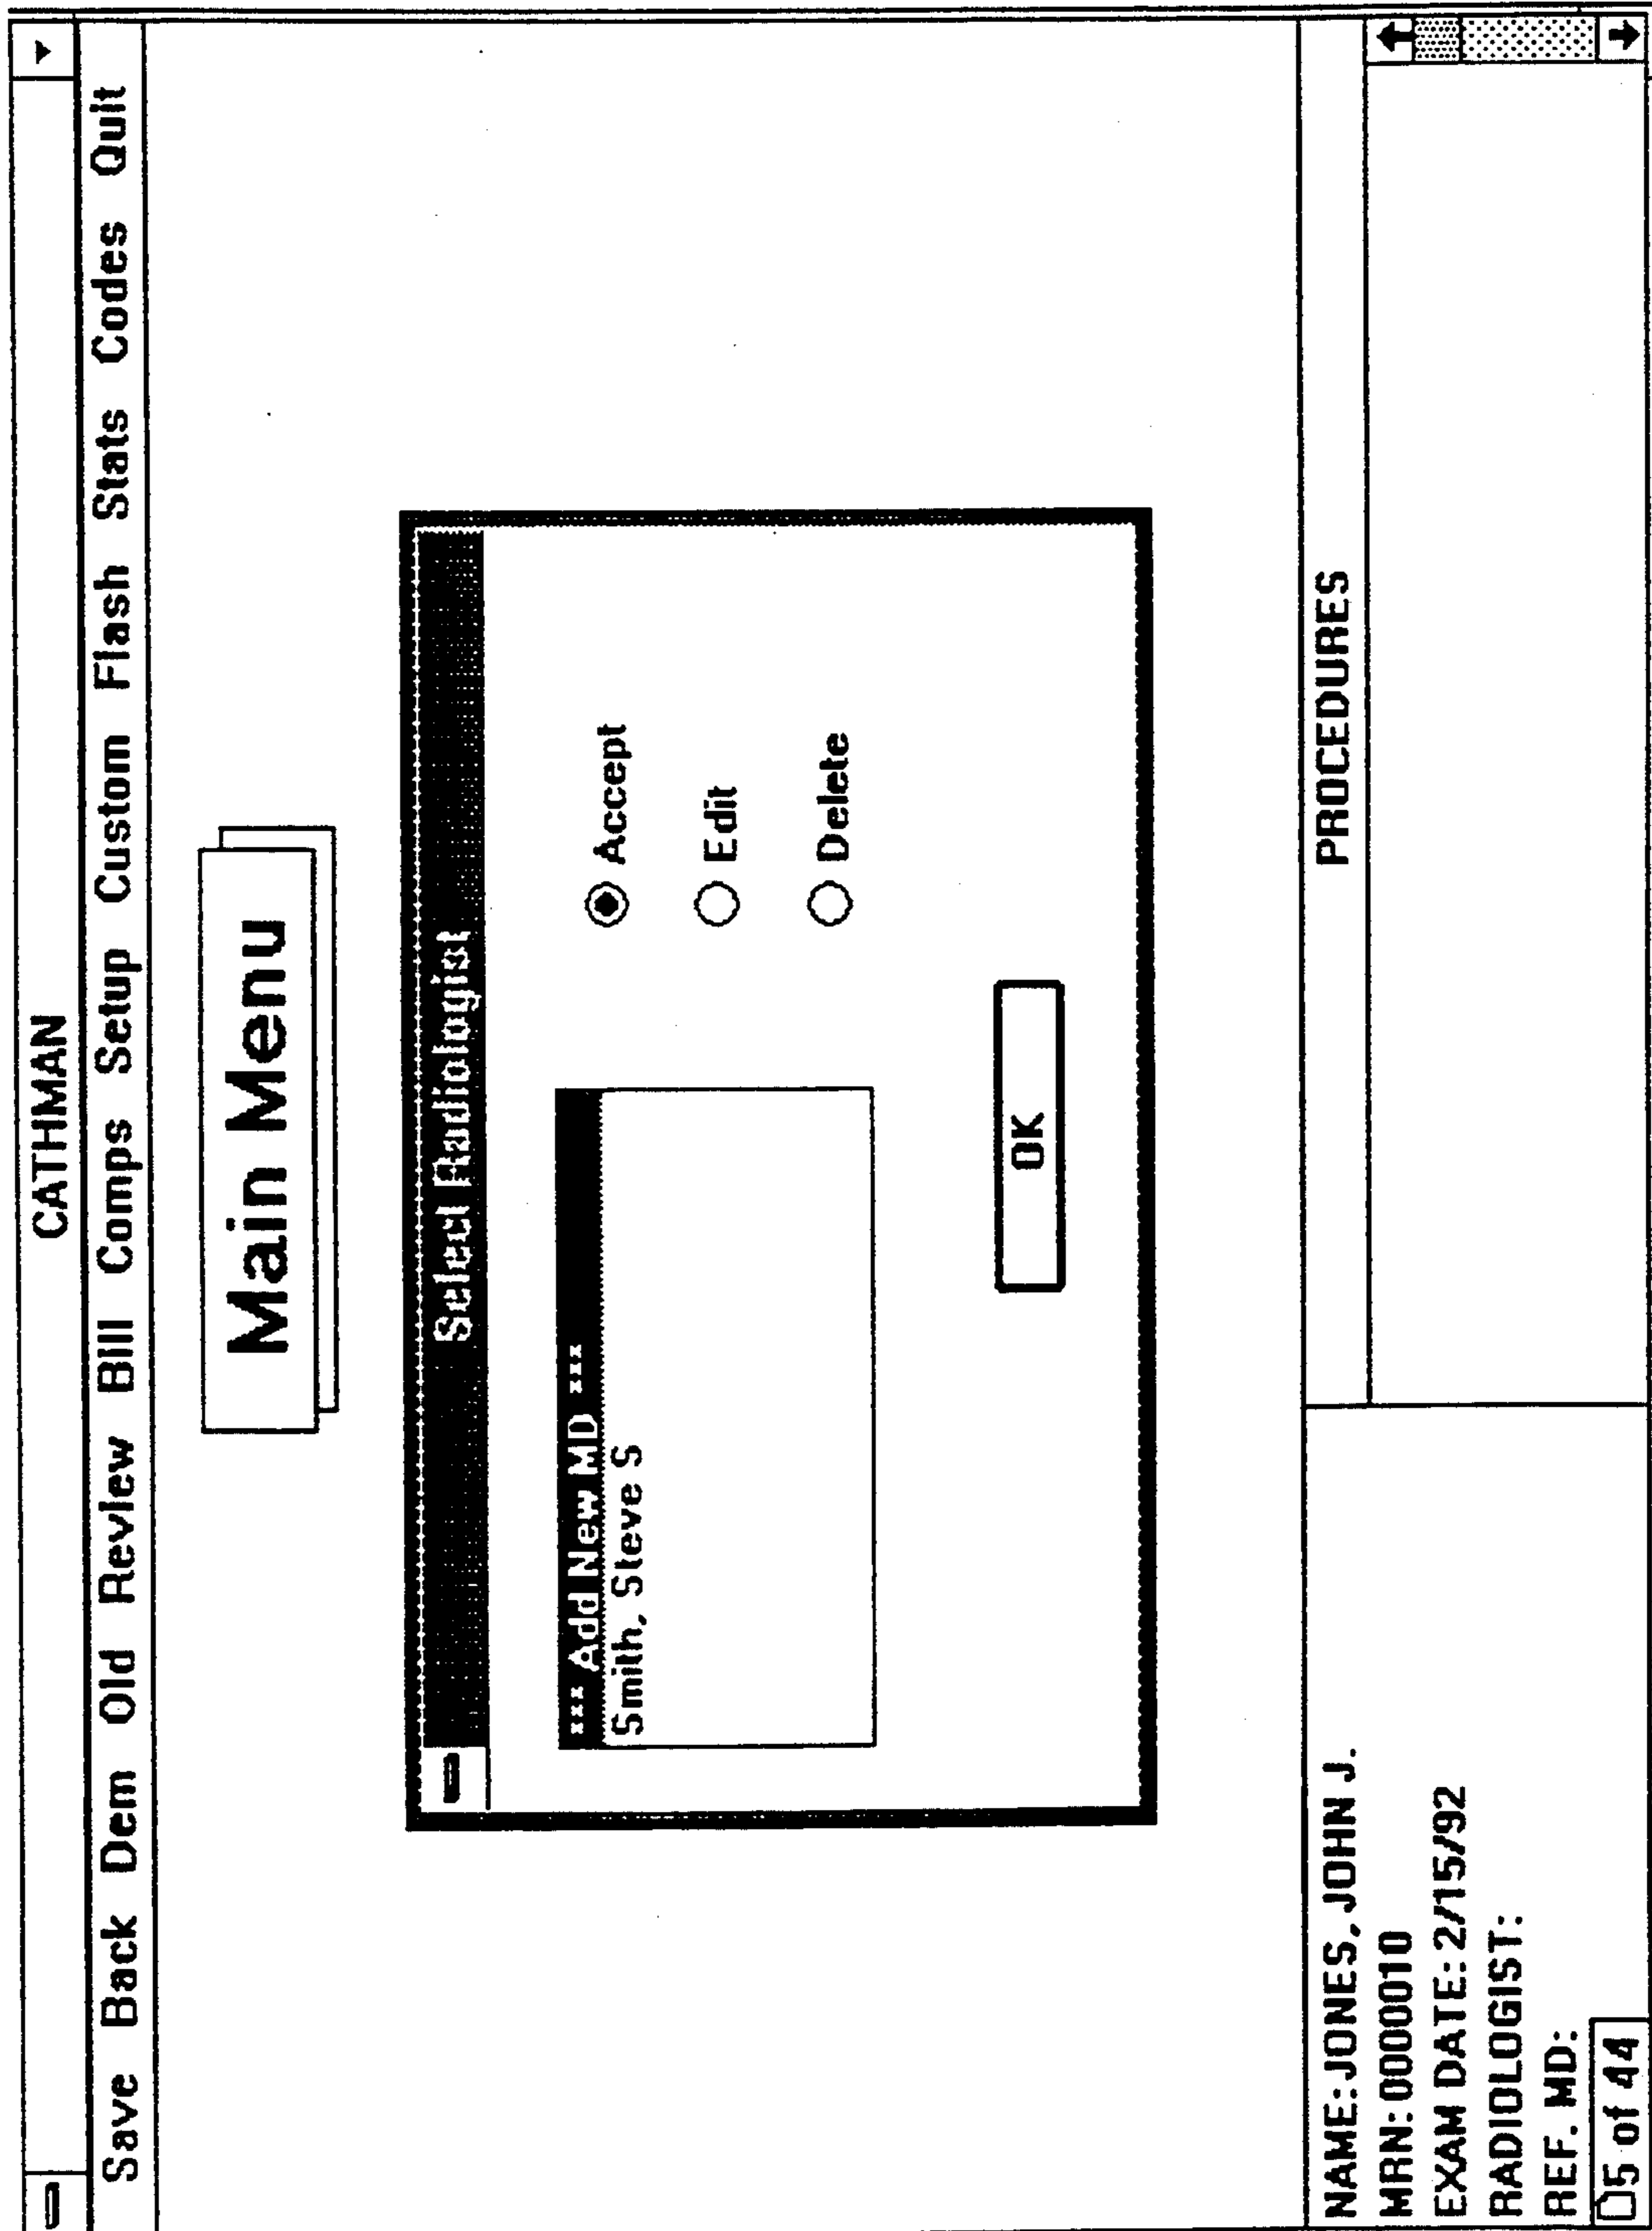 CATHMAN
Save Back Dem Old Review Bill Comps Setup Custom Flash Stats Codes Quit
Main Menu
Select Radiologist
*** Add New MD ***
Smith, Steve S
Accept
Edit
Delete
OK
NAME: JONES, JOHN J.
MRN: 0000010
EXAM DATE: 2/15/92
RADIOLOGIST:
REF. MD:
5 of 44
PROCEDURES